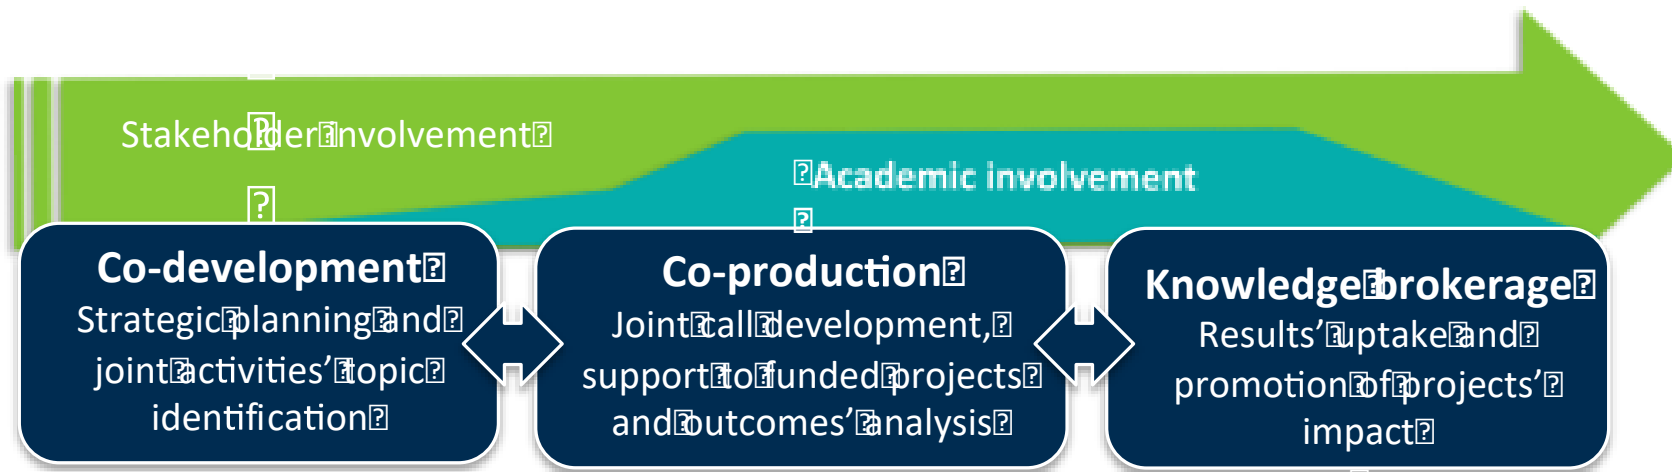 Stakeholder involvement
Academic involvement
Co-development
Strategic planning and
joint activities’ topic
identification
Co-production
Joint call development,
support to funded projects
and outcomes’ analysis
Knowledge brokerage
Results’ uptake and
promotion of projects’
impact